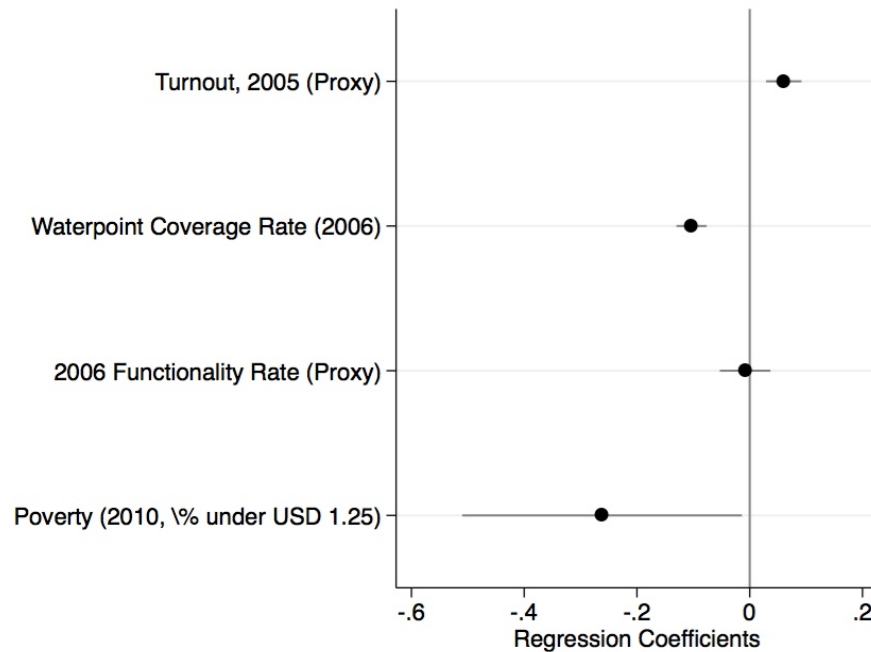 Turnout, 2005 (Proxy)
Waterpoint Coverage Rate (2006)
2006 Functionality Rate (Proxy)
Poverty (2010, \% under USD 1.25)
-.6 -.4 -.2 0 .2
Regression Coefficients